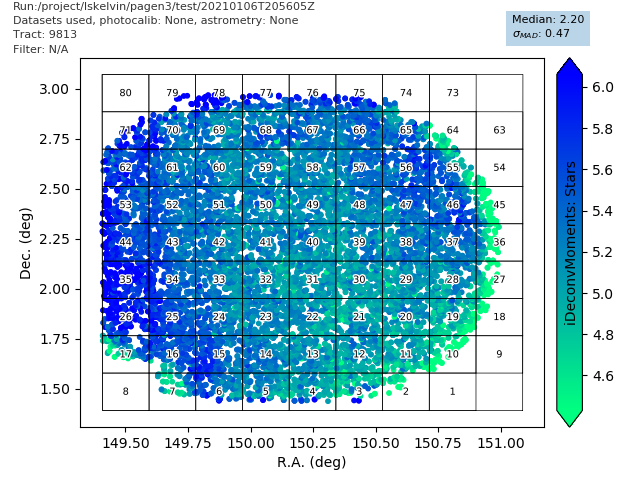 Run:/project/lskelvin/pagen3/test/20210106T205605Z
Datasets used, photocalib: None, astrometry: None
Tract: 9813
Filter: N/A
Median: 2.20
σMAD: 0.47
3.00
2.75
2.50
2.25
2.00
1.75
1.50
Dec. (deg)
80 79 78 77 76 75 74 73
71 70 69 68 67 66 65 64 63
62 61 60 59 58 57 56 55 54
53 52 51 50 49 48 47 46 45
44 43 42 41 40 39 38 37 36
35 34 33 32 31 30 29 28 27
26 25 24 23 22 21 20 19 18
17 16 15 14 13 12 11 10 9
8 7 6 5 4 3 2 1
149.50 149.75 150.00 150.25 150.50 150.75 151.00
R.A. (deg)
6.0
5.8
5.6
5.4
5.2
5.0
4.8
4.6
iDeconvMoments: Stars